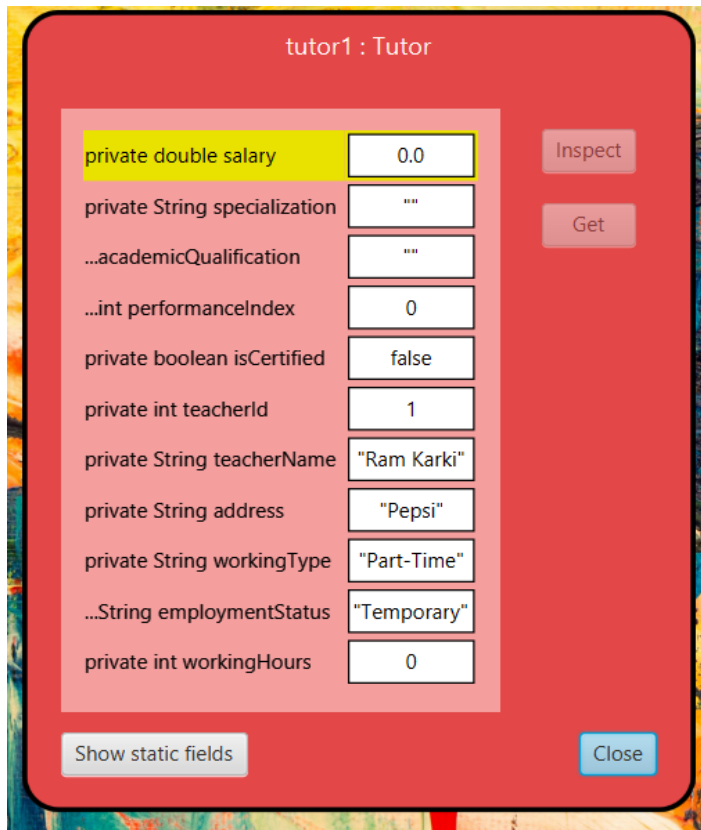 tutor1 : Tutor
private double salary 0.0 Inspect
private String specialization "" Get
...academicQualification ""
...int performanceIndex 0
private boolean isCertified false
private int teacherId 1
private String teacherName "Ram Karki"
private String address "Pepsi"
private String workingType "Part-Time"
...String employmentStatus "Temporary"
private int workingHours 0
Show static fields Close